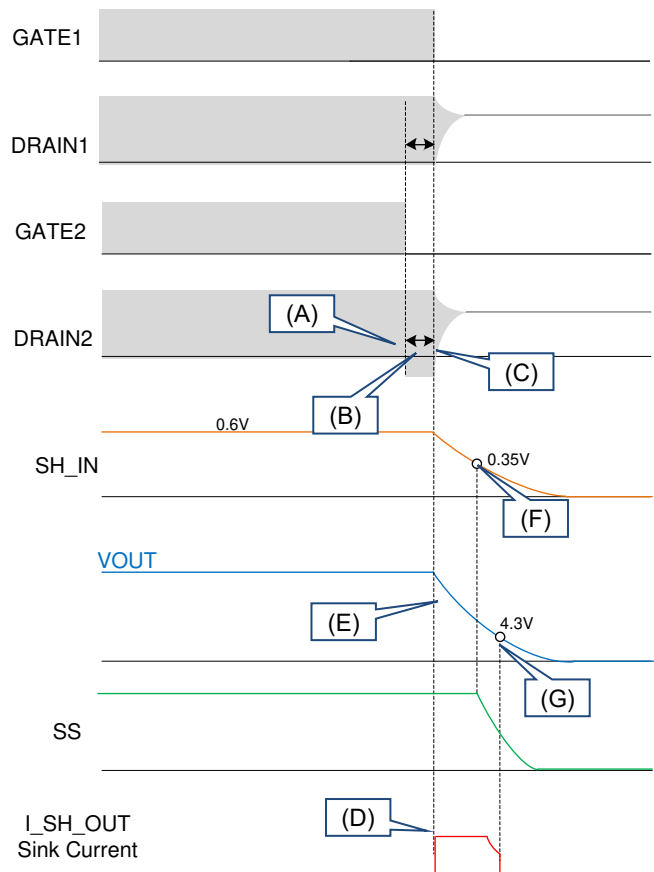 GATE1
DRAIN1
GATE2
DRAIN2
(A)
(B)
(C)
0.6V
SH_IN
0.35V
(F)
VOUT
(E)
4.3V
(G)
SS
I_SH_OUT
Sink Current
(D)